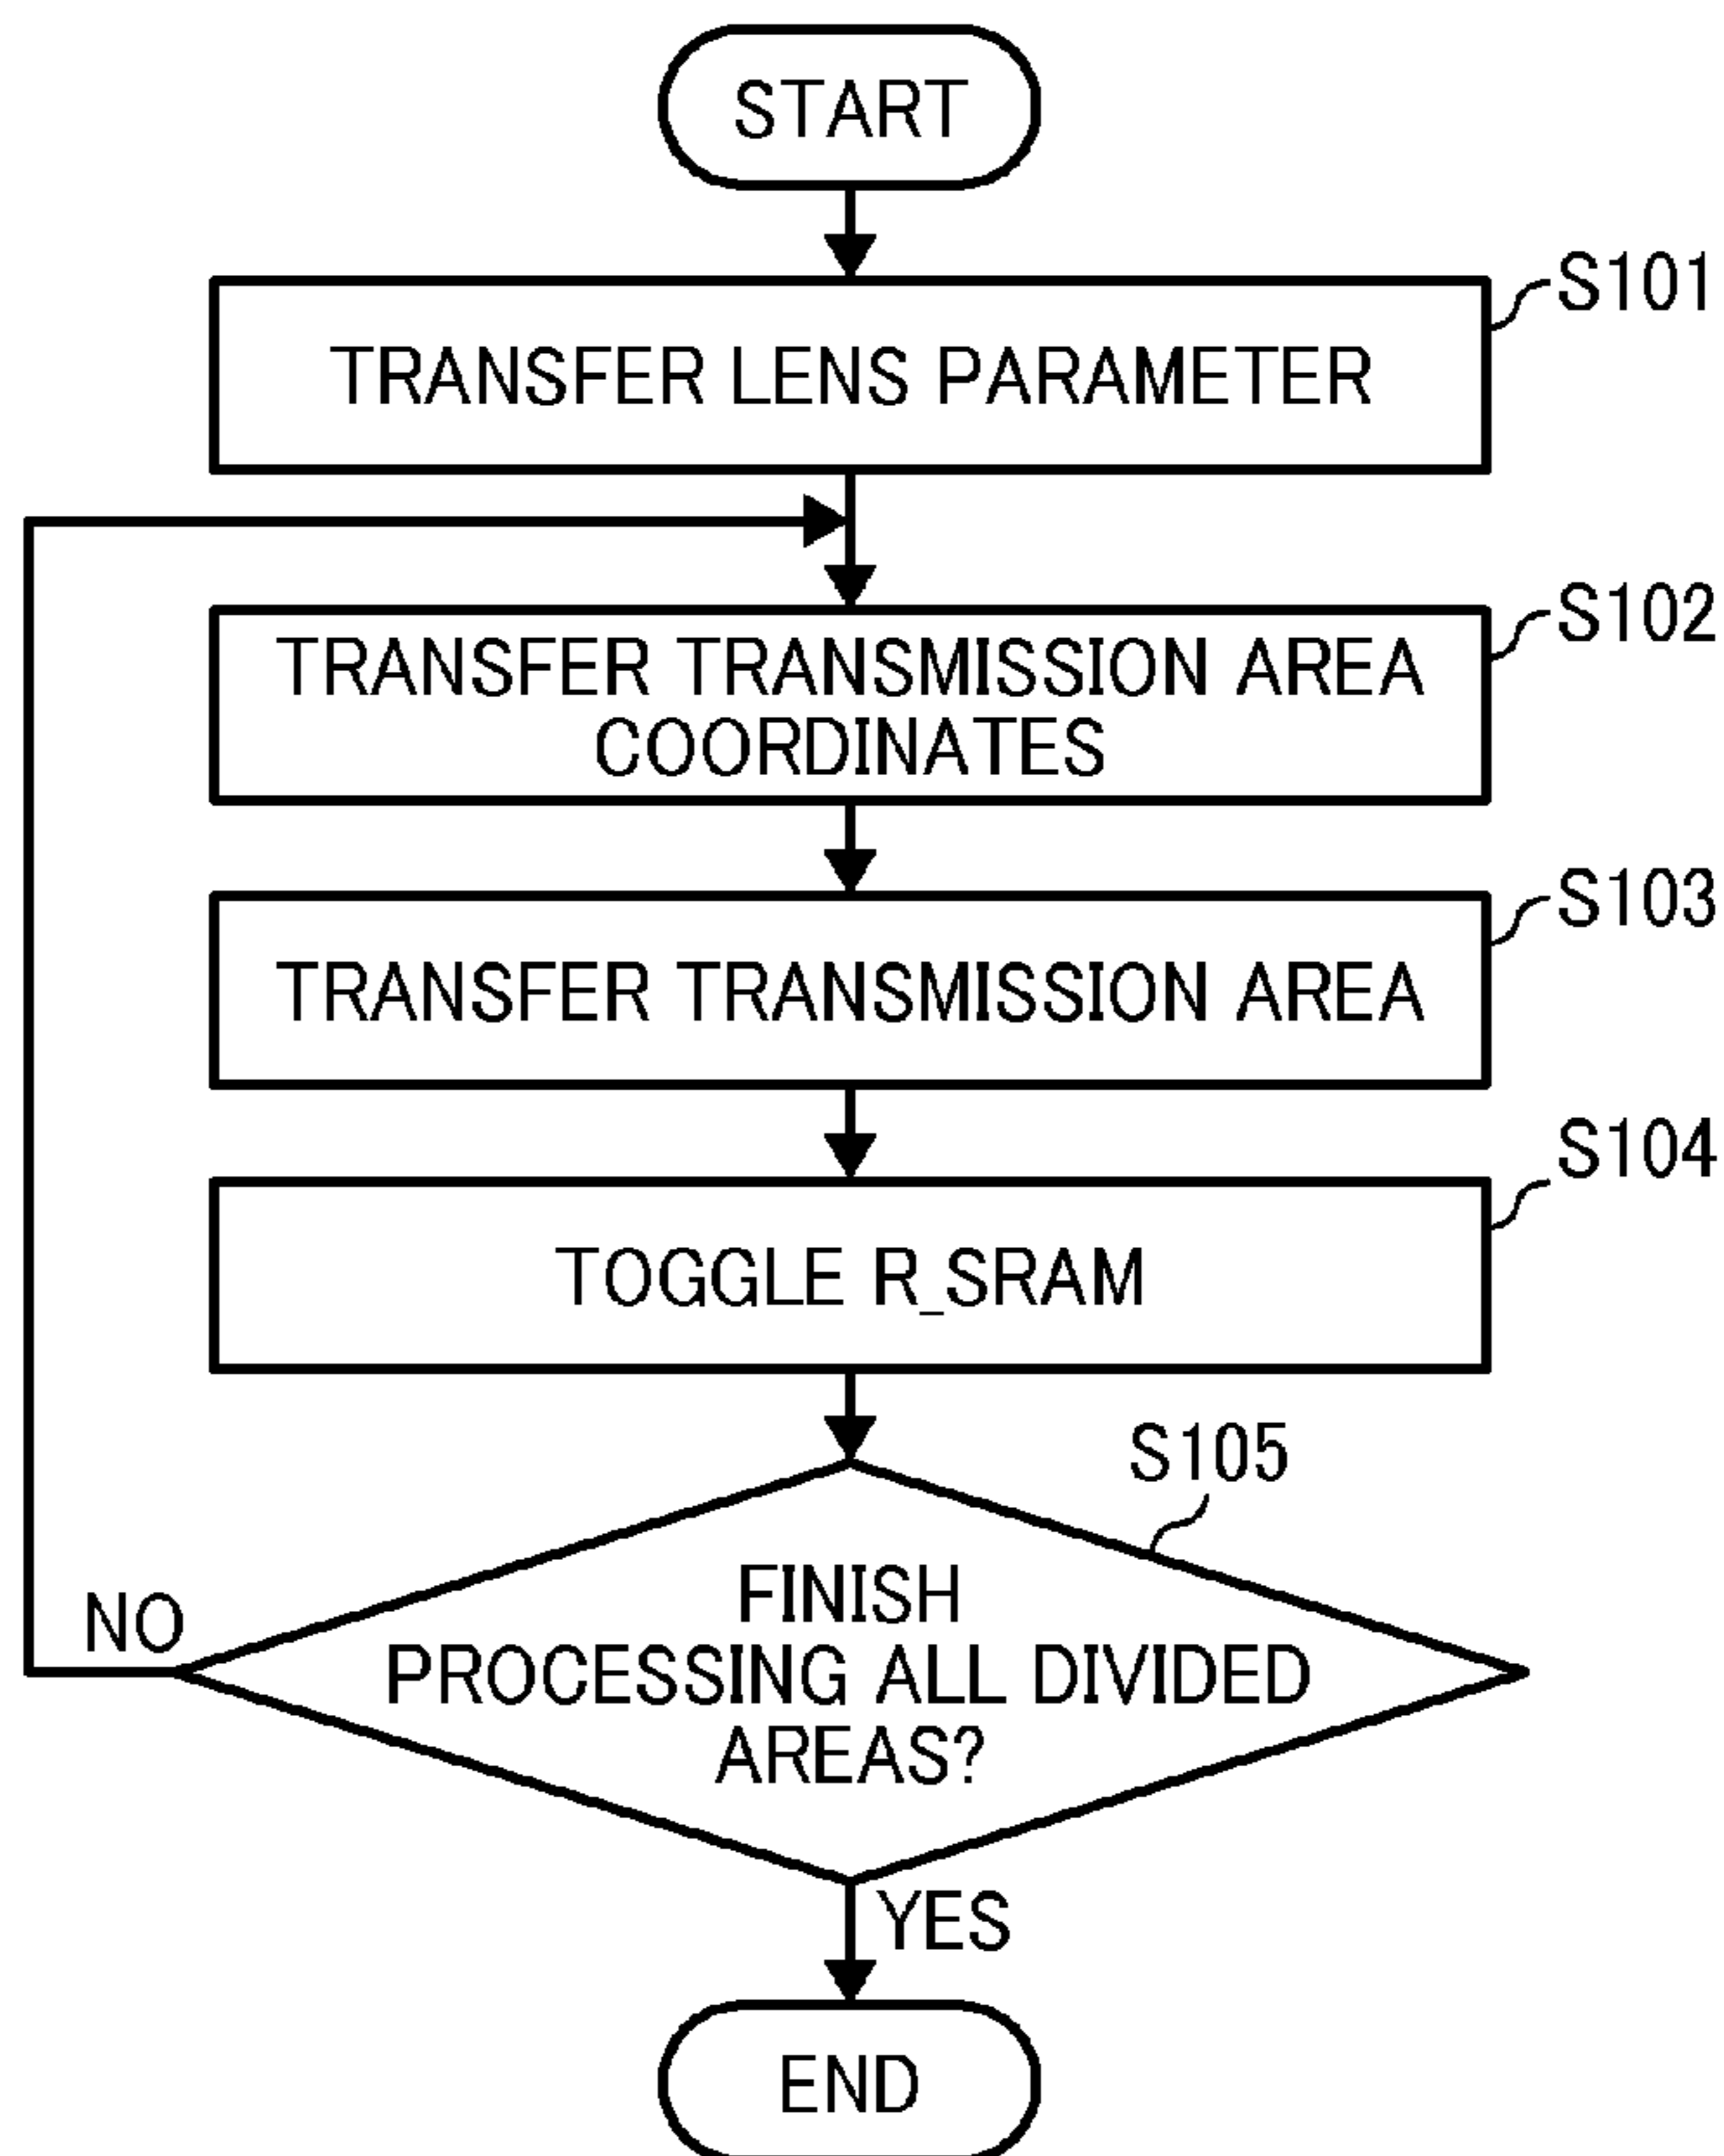 START
S101
TRANSFER LENS PARAMETER
S102
TRANSFER TRANSMISSION AREA
COORDINATES
S103
TRANSFER TRANSMISSION AREA
S104
TOGGLE R_SRAM
S105
FINISH
PROCESSING ALL DIVIDED
AREAS?
NO
YES
END